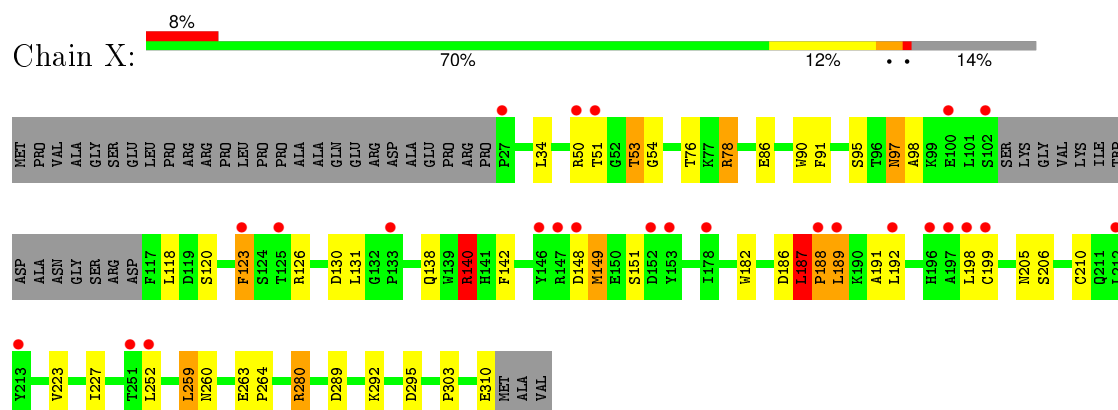 8%
Chain X:
70% 12% • • 14%
MET PRO VAL ALA GLY SER GLU LEU PRO ARG ARG PRO LEU PRO PRO ALA ALA GLN GLU ARG ASP ALA GLU PRO ARG PRO P27 L34 R50 T51 G52 T53 G54 T76 K77 R78 E86 W90 F91 S95 T96 N97 A98 K99 E100 L101 S102 SER LYS GLY VAL LYS ILE TRP
ASP ALA ASN GLY SER ARG ASP F117 L118 D119 S120 F123 S124 T125 R126 D130 L131 G132 P133 Q138 W139 R140 H141 F142 Y146 R147 D148 M149 E150 S151 D152 Y153 I178 W182 D186 L187 P188 L189 K190 A191 L192 H196 A197 L198 C199 N205 S206 C210 Q211 L212
Y213 V223 I227 T251 L252 L259 N260 E263 P264 R280 D289 K292 D295 P303 E310 MET ALA VAL